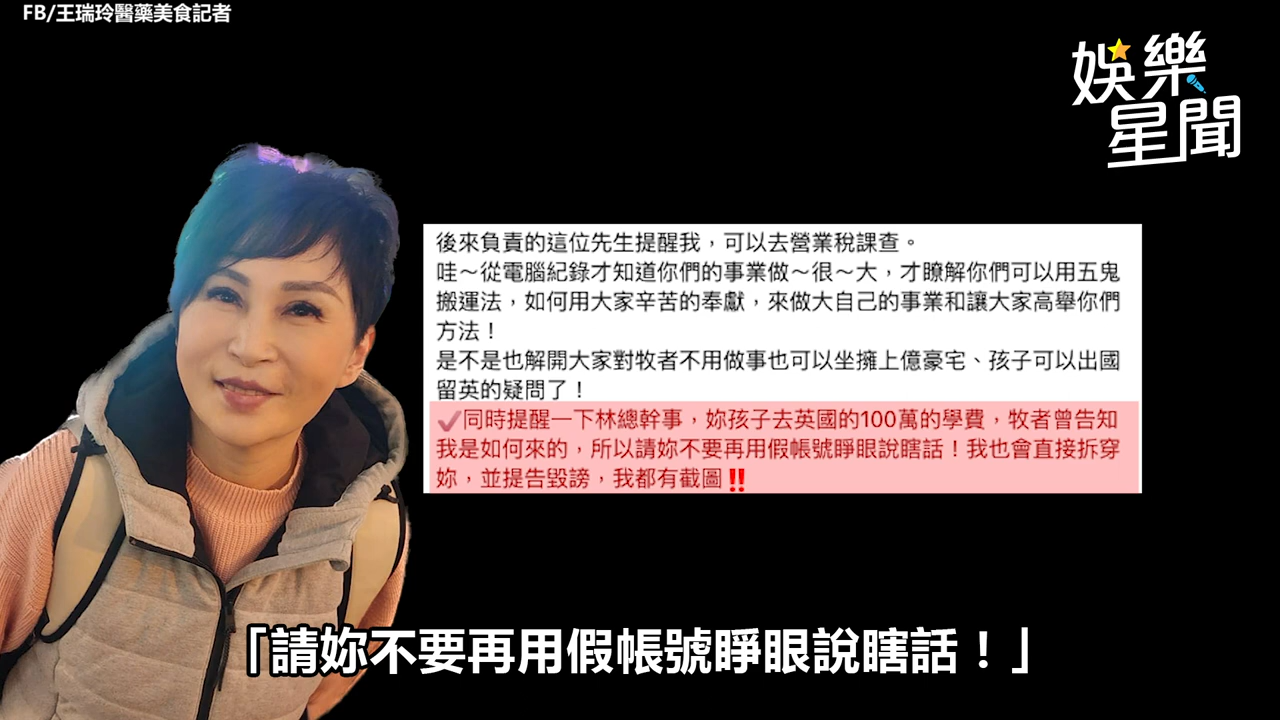 FB/王瑞玲醫藥美食記者
娛樂
星聞
後來負責的這位先生提醒我，可以去營業稅課查。
哇～從電腦紀錄才知道你們的事業做～很～大，才瞭解你們可以用五鬼
搬運法，如何用大家辛苦的奉獻，來做大自己的事業和讓大家高舉你們
方法！
是不是也解開大家對牧者不用做事也可以坐擁上億豪宅、孩子可以出國
留英的疑問了！
✓同時提醒一下林總幹事，妳孩子去英國的100萬的學費，牧者曾告知
我是如何來的，所以請妳不要再用假帳號睜眼說瞎話！我也會直接拆穿
妳，並提告毀謗，我都有截圖‼️
「請妳不要再用假帳號睜眼說瞎話！」